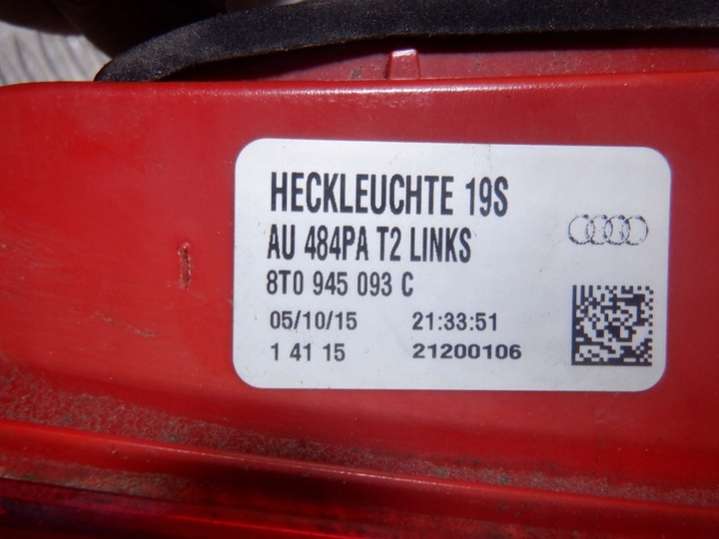 HECKLEUCHTE 19S
AU 484PA T2 LINKS
8T0 945 093 C
05/10/15 21:33:51
1 41 15 21200106